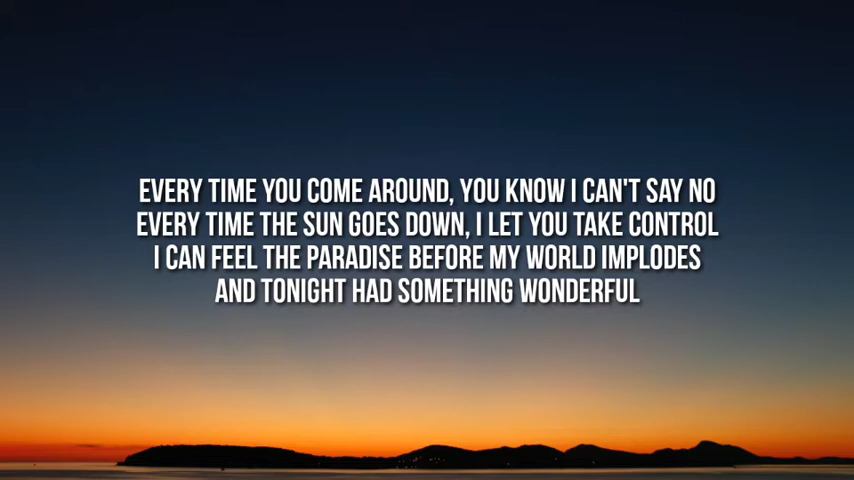 EVERY TIME YOU COME AROUND, YOU KNOW I CAN'T SAY NO
EVERY TIME THE SUN GOES DOWN, I LET YOU TAKE CONTROL
I CAN FEEL THE PARADISE BEFORE MY WORLD IMPLODES
AND TONIGHT HAD SOMETHING WONDERFUL